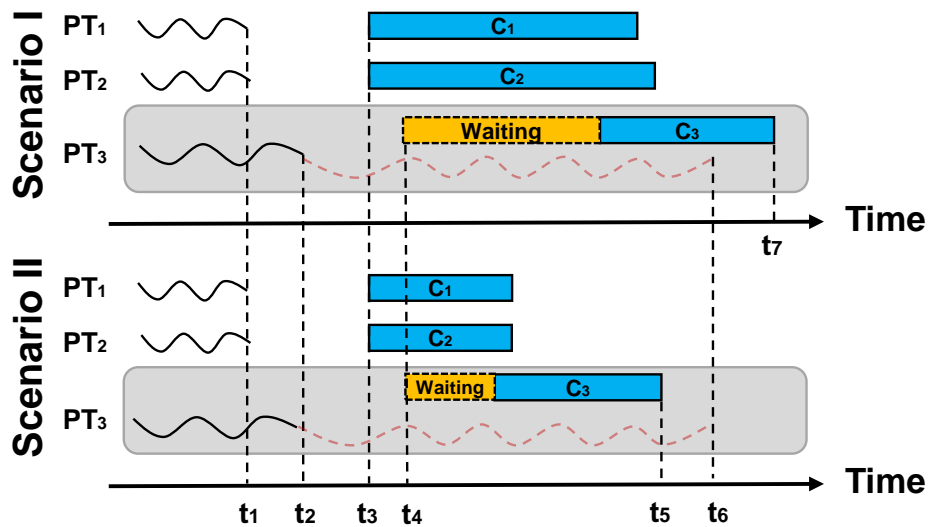 Scenario I
PT₁
C₁
PT₂
C₂
Waiting
C₃
PT₃
Time
t₇
Scenario II
PT₁
C₁
PT₂
C₂
Waiting
C₃
PT₃
Time
t₁ t₂ t₃ t₄ t₅ t₆